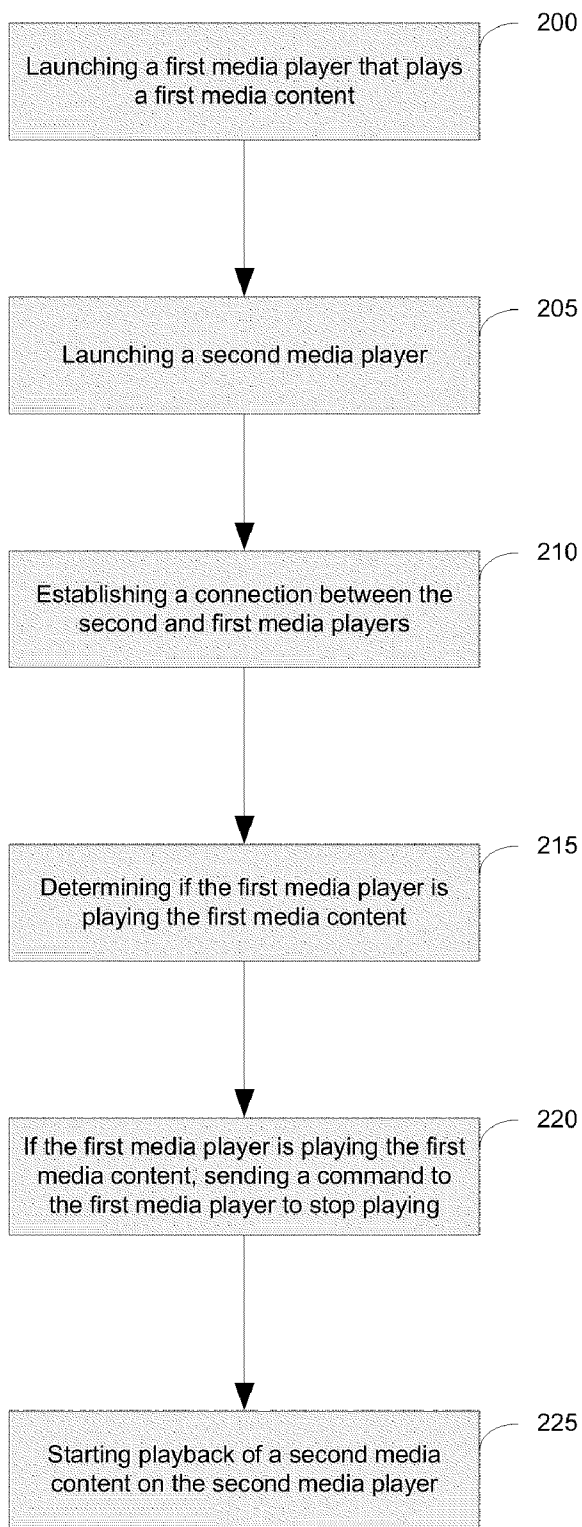 200
Launching a first media player that plays
a first media content
205
Launching a second media player
210
Establishing a connection between the
second and first media players
215
Determining if the first media player is
playing the first media content
220
If the first media player is playing the first
media content, sending a command to
the first media player to stop playing
225
Starting playback of a second media
content on the second media player